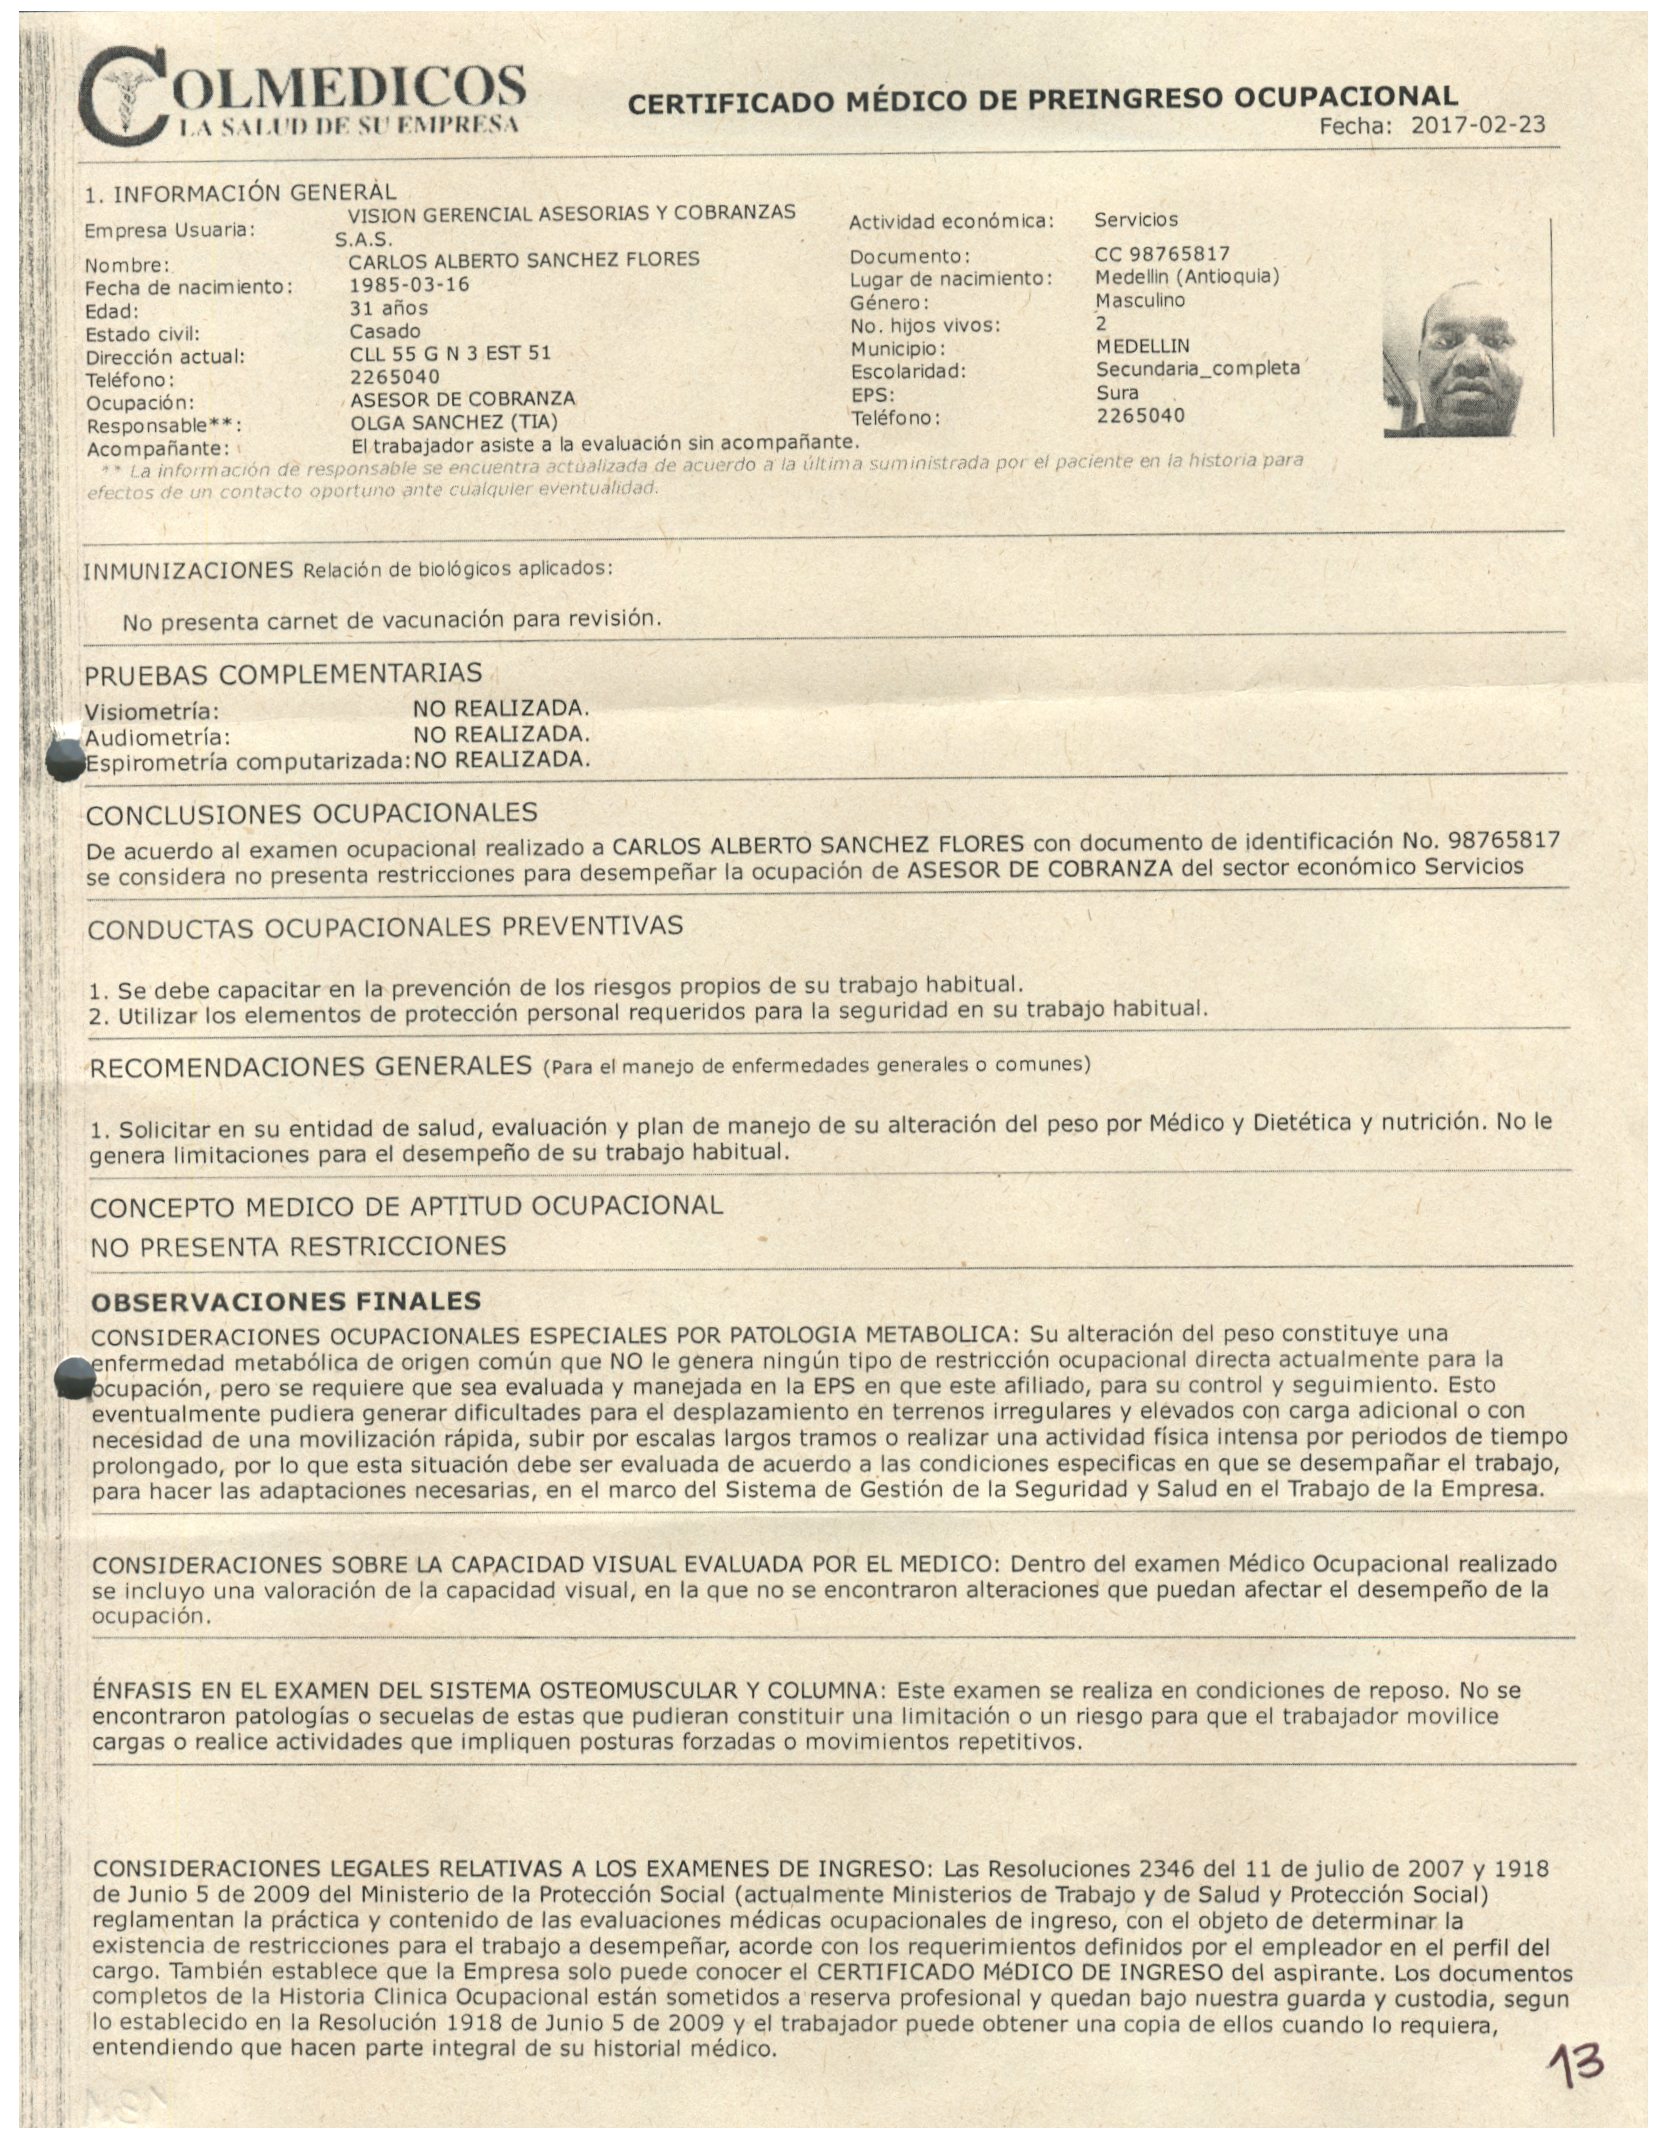 COLMEDICOS
LA SALUD DE SU EMPRESA
CERTIFICADO MÉDICO DE PREINGRESO OCUPACIONAL
Fecha: 2017-02-23
1. INFORMACIÓN GENERAL
Empresa Usuaria: VISION GERENCIAL ASESORIAS Y COBRANZAS S.A.S.
Actividad económica: Servicios
Nombre: CARLOS ALBERTO SANCHEZ FLORES
Documento: CC 98765817
Fecha de nacimiento: 1985-03-16
Lugar de nacimiento: Medellin (Antioquia)
Edad: 31 años
Género: Masculino
Estado civil: Casado
No. hijos vivos: 2
Dirección actual: CLL 55 G N 3 EST 51
Municipio: MEDELLIN
Teléfono: 2265040
Escolaridad: Secundaria_completa
Ocupación: ASESOR DE COBRANZA
EPS: Sura
Responsable**: OLGA SANCHEZ (TIA)
Teléfono: 2265040
Acompañante: El trabajador asiste a la evaluación sin acompañante.
** La información de responsable se encuentra actualizada de acuerdo a la última suministrada por el paciente en la historia para
efectos de un contacto oportuno ante cualquier eventualidad.
INMUNIZACIONES Relación de biológicos aplicados:
No presenta carnet de vacunación para revisión.
PRUEBAS COMPLEMENTARIAS
Visiometría: NO REALIZADA.
Audiometría: NO REALIZADA.
Espirometría computarizada: NO REALIZADA.
CONCLUSIONES OCUPACIONALES
De acuerdo al examen ocupacional realizado a CARLOS ALBERTO SANCHEZ FLORES con documento de identificación No. 98765817
se considera no presenta restricciones para desempeñar la ocupación de ASESOR DE COBRANZA del sector económico Servicios
CONDUCTAS OCUPACIONALES PREVENTIVAS
1. Se debe capacitar en la prevención de los riesgos propios de su trabajo habitual.
2. Utilizar los elementos de protección personal requeridos para la seguridad en su trabajo habitual.
RECOMENDACIONES GENERALES (Para el manejo de enfermedades generales o comunes)
1. Solicitar en su entidad de salud, evaluación y plan de manejo de su alteración del peso por Médico y Dietética y nutrición. No le
genera limitaciones para el desempeño de su trabajo habitual.
CONCEPTO MEDICO DE APTITUD OCUPACIONAL
NO PRESENTA RESTRICCIONES
OBSERVACIONES FINALES
CONSIDERACIONES OCUPACIONALES ESPECIALES POR PATOLOGIA METABOLICA: Su alteración del peso constituye una
enfermedad metabólica de origen común que NO le genera ningún tipo de restricción ocupacional directa actualmente para la
ocupación, pero se requiere que sea evaluada y manejada en la EPS en que este afiliado, para su control y seguimiento. Esto
eventualmente pudiera generar dificultades para el desplazamiento en terrenos irregulares y elevados con carga adicional o con
necesidad de una movilización rápida, subir por escalas largos tramos o realizar una actividad física intensa por periodos de tiempo
prolongado, por lo que esta situación debe ser evaluada de acuerdo a las condiciones especificas en que se desempañar el trabajo,
para hacer las adaptaciones necesarias, en el marco del Sistema de Gestión de la Seguridad y Salud en el Trabajo de la Empresa.
CONSIDERACIONES SOBRE LA CAPACIDAD VISUAL EVALUADA POR EL MEDICO: Dentro del examen Médico Ocupacional realizado
se incluyo una valoración de la capacidad visual, en la que no se encontraron alteraciones que puedan afectar el desempeño de la
ocupación.
ÉNFASIS EN EL EXAMEN DEL SISTEMA OSTEOMUSCULAR Y COLUMNA: Este examen se realiza en condiciones de reposo. No se
encontraron patologías o secuelas de estas que pudieran constituir una limitación o un riesgo para que el trabajador movilice
cargas o realice actividades que impliquen posturas forzadas o movimientos repetitivos.
CONSIDERACIONES LEGALES RELATIVAS A LOS EXAMENES DE INGRESO: Las Resoluciones 2346 del 11 de julio de 2007 y 1918
de Junio 5 de 2009 del Ministerio de la Protección Social (actualmente Ministerios de Trabajo y de Salud y Protección Social)
reglamentan la práctica y contenido de las evaluaciones médicas ocupacionales de ingreso, con el objeto de determinar la
existencia de restricciones para el trabajo a desempeñar, acorde con los requerimientos definidos por el empleador en el perfil del
cargo. También establece que la Empresa solo puede conocer el CERTIFICADO MéDICO DE INGRESO del aspirante. Los documentos
completos de la Historia Clinica Ocupacional están sometidos a reserva profesional y quedan bajo nuestra guarda y custodia, segun
lo establecido en la Resolución 1918 de Junio 5 de 2009 y el trabajador puede obtener una copia de ellos cuando lo requiera,
entendiendo que hacen parte integral de su historial médico.
13